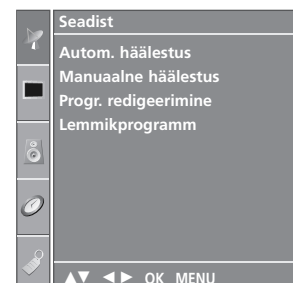 Seadist
Autom. häälestus
Manuaalne häälestus
Progr. redigeerimine
Lemmikprogramm
▲▼ ◄► OK MENU